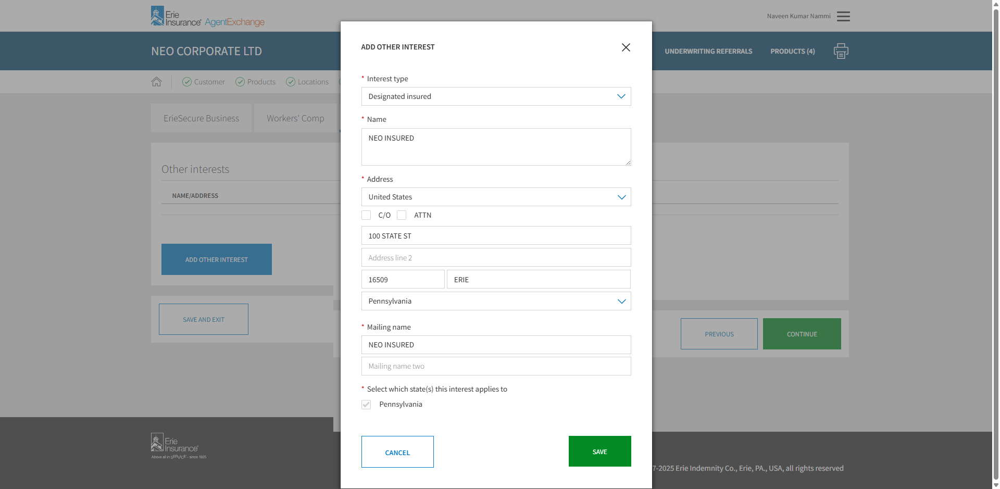 Erie
Insurance® AgentExchange
Naveen Kumar Nammi
NEO CORPORATE LTD
UNDERWRITING REFERRALS
PRODUCTS (4)
Customer
Products
Locations
ErieSecure Business
Workers' Comp
Other interests
NAME/ADDRESS
ADD OTHER INTEREST
SAVE AND EXIT
PREVIOUS
CONTINUE
ADD OTHER INTEREST
* Interest type
Designated insured
* Name
NEO INSURED
* Address
United States
C/O
ATTN
100 STATE ST
Address line 2
16509
ERIE
Pennsylvania
* Mailing name
NEO INSURED
Mailing name two
* Select which state(s) this interest applies to
Pennsylvania
CANCEL
SAVE
Erie
Insurance®
Above all in SERVICE® - since 1925
7-2025 Erie Indemnity Co., Erie, PA., USA, all rights reserved